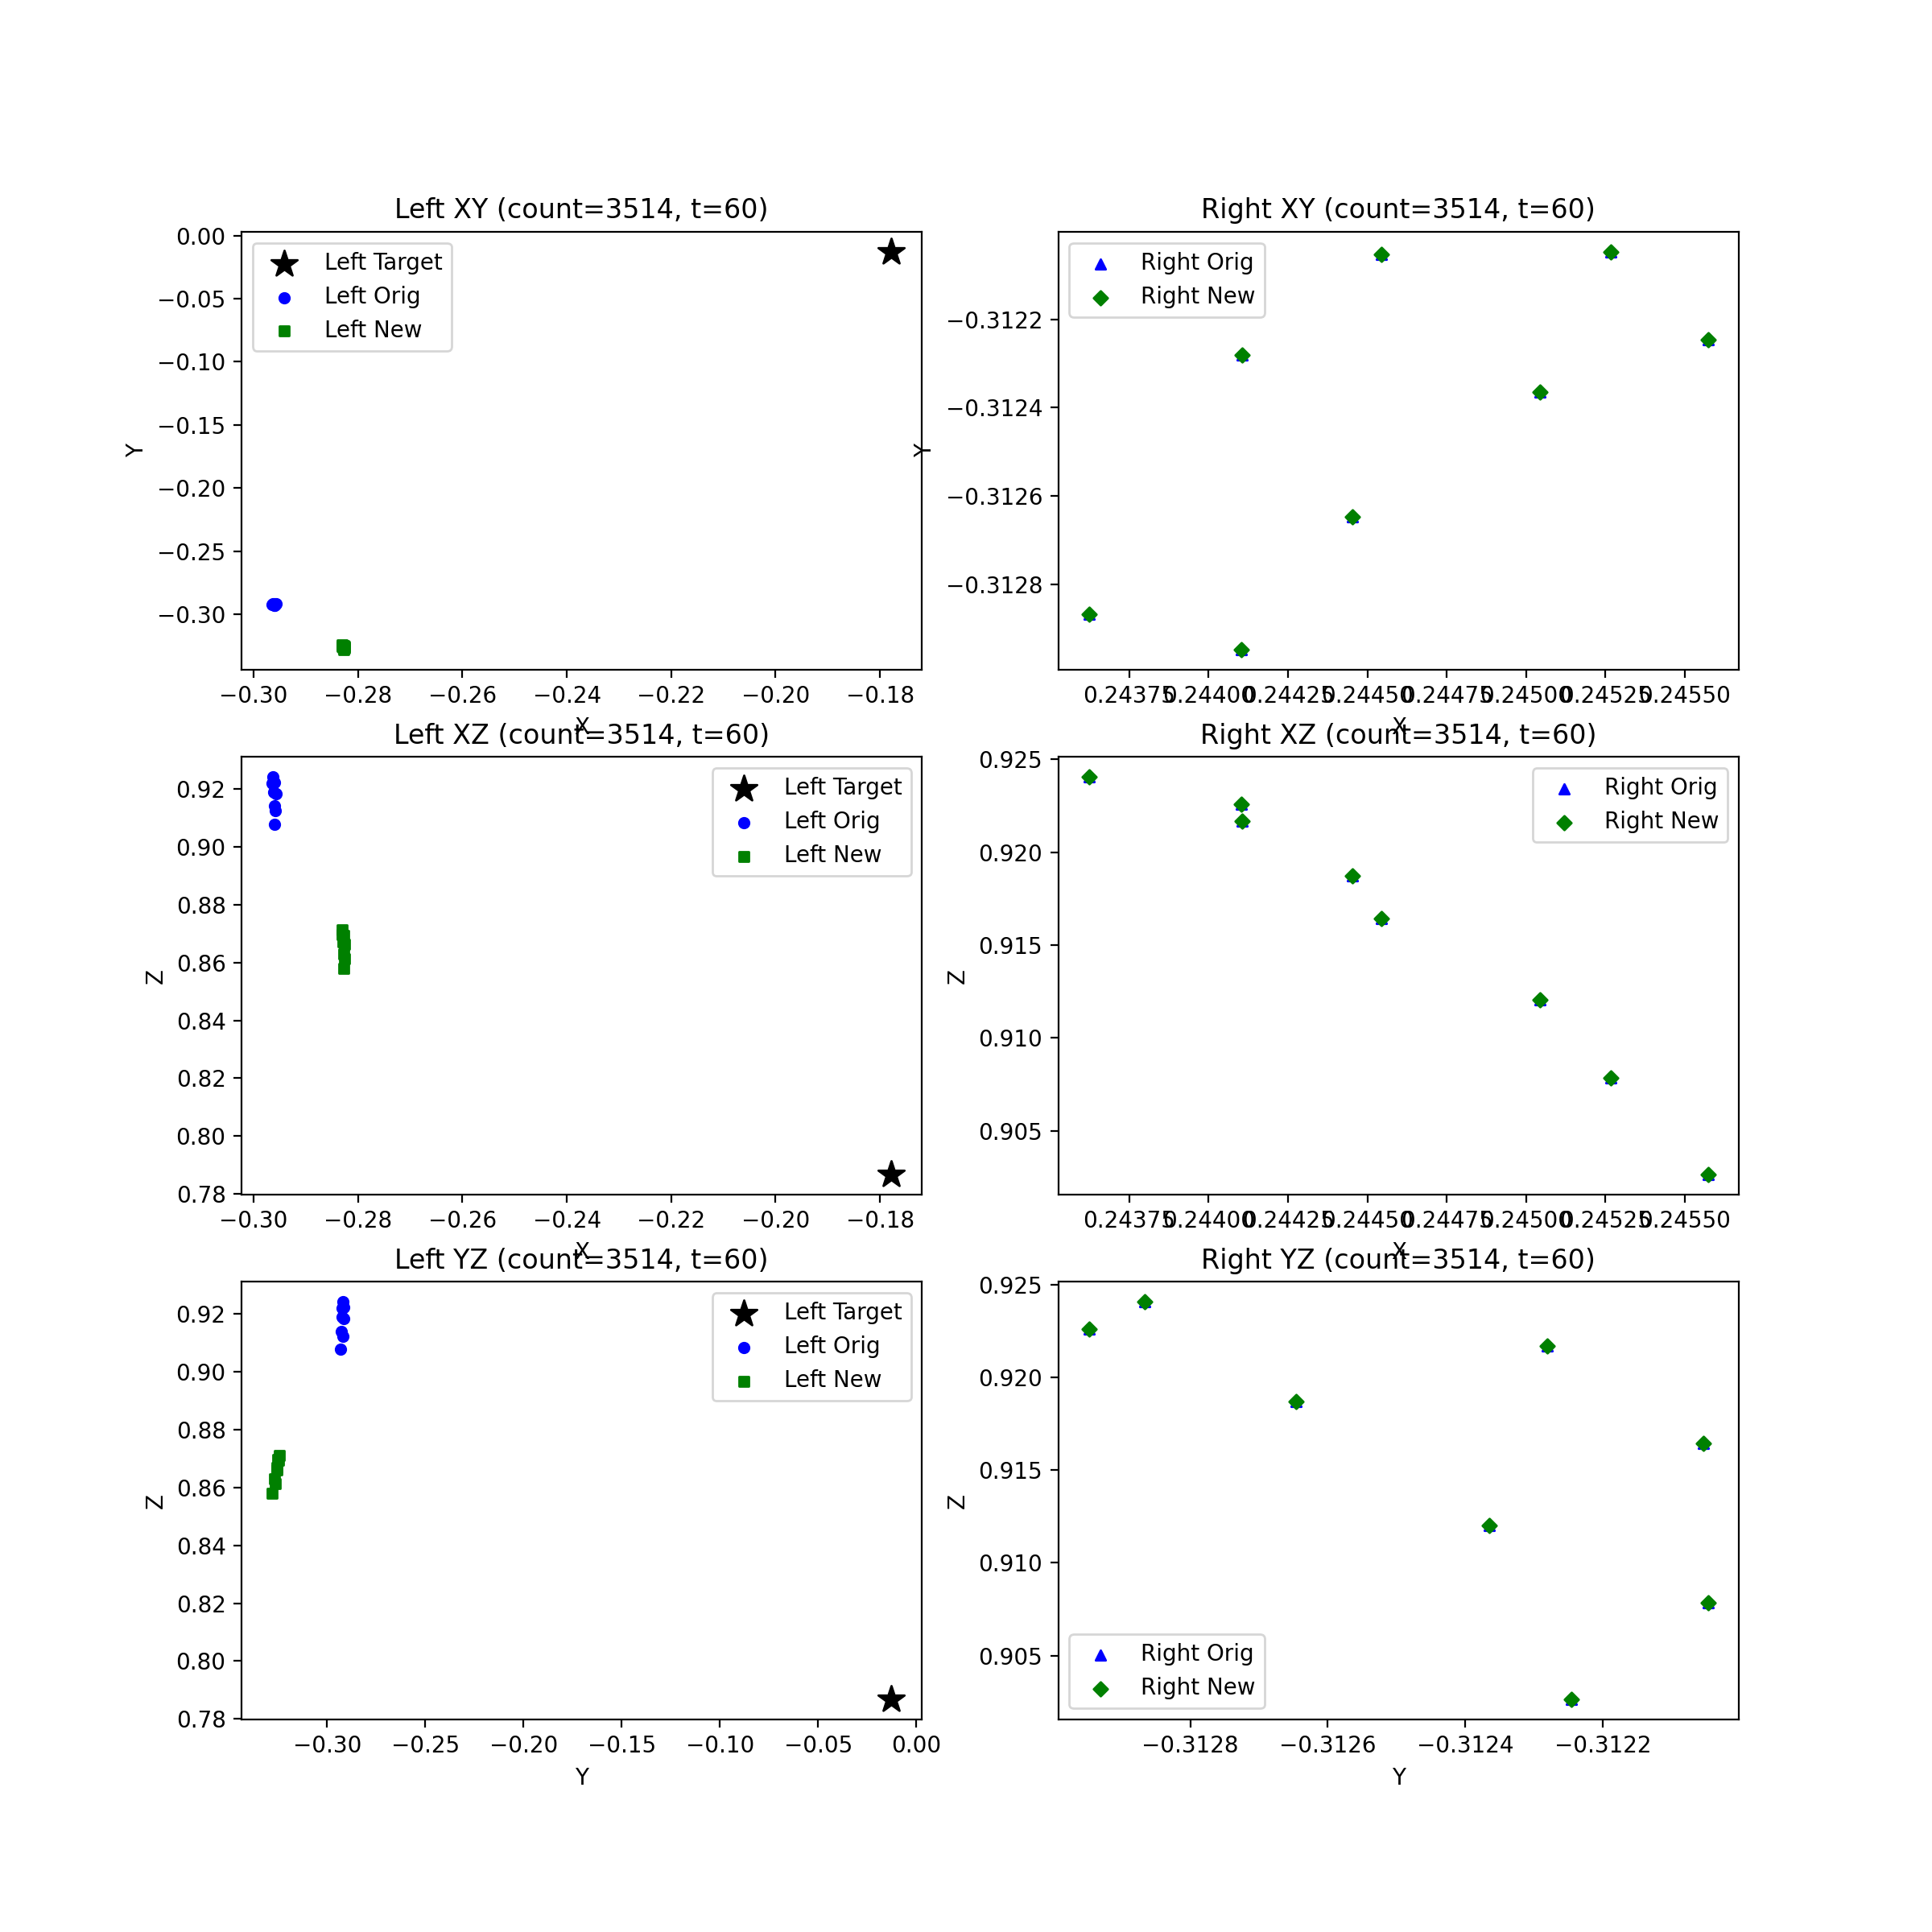 Left XY (count=3514, t=60)
Left Target
Left Orig
Left New
0.00
−0.05
−0.10
−0.15
−0.20
−0.25
−0.30
Y
−0.30
−0.28
−0.26
−0.24
−0.22
−0.20
−0.18
X
Right XY (count=3514, t=60)
Right Orig
Right New
−0.3122
−0.3124
−0.3126
−0.3128
Y
0.24375
0.24400
0.24425
0.24450
0.24475
0.24500
0.24525
0.24550
X
Left XZ (count=3514, t=60)
Left Target
Left Orig
Left New
0.92
0.90
0.88
0.86
0.84
0.82
0.80
0.78
Z
−0.30
−0.28
−0.26
−0.24
−0.22
−0.20
−0.18
X
Right XZ (count=3514, t=60)
Right Orig
Right New
0.925
0.920
0.915
0.910
0.905
Z
0.24375
0.24400
0.24425
0.24450
0.24475
0.24500
0.24525
0.24550
X
Left YZ (count=3514, t=60)
Left Target
Left Orig
Left New
0.92
0.90
0.88
0.86
0.84
0.82
0.80
0.78
Z
−0.30
−0.25
−0.20
−0.15
−0.10
−0.05
0.00
Y
Right YZ (count=3514, t=60)
0.925
0.920
0.915
0.910
0.905
Z
Right Orig
Right New
−0.3128
−0.3126
−0.3124
−0.3122
Y